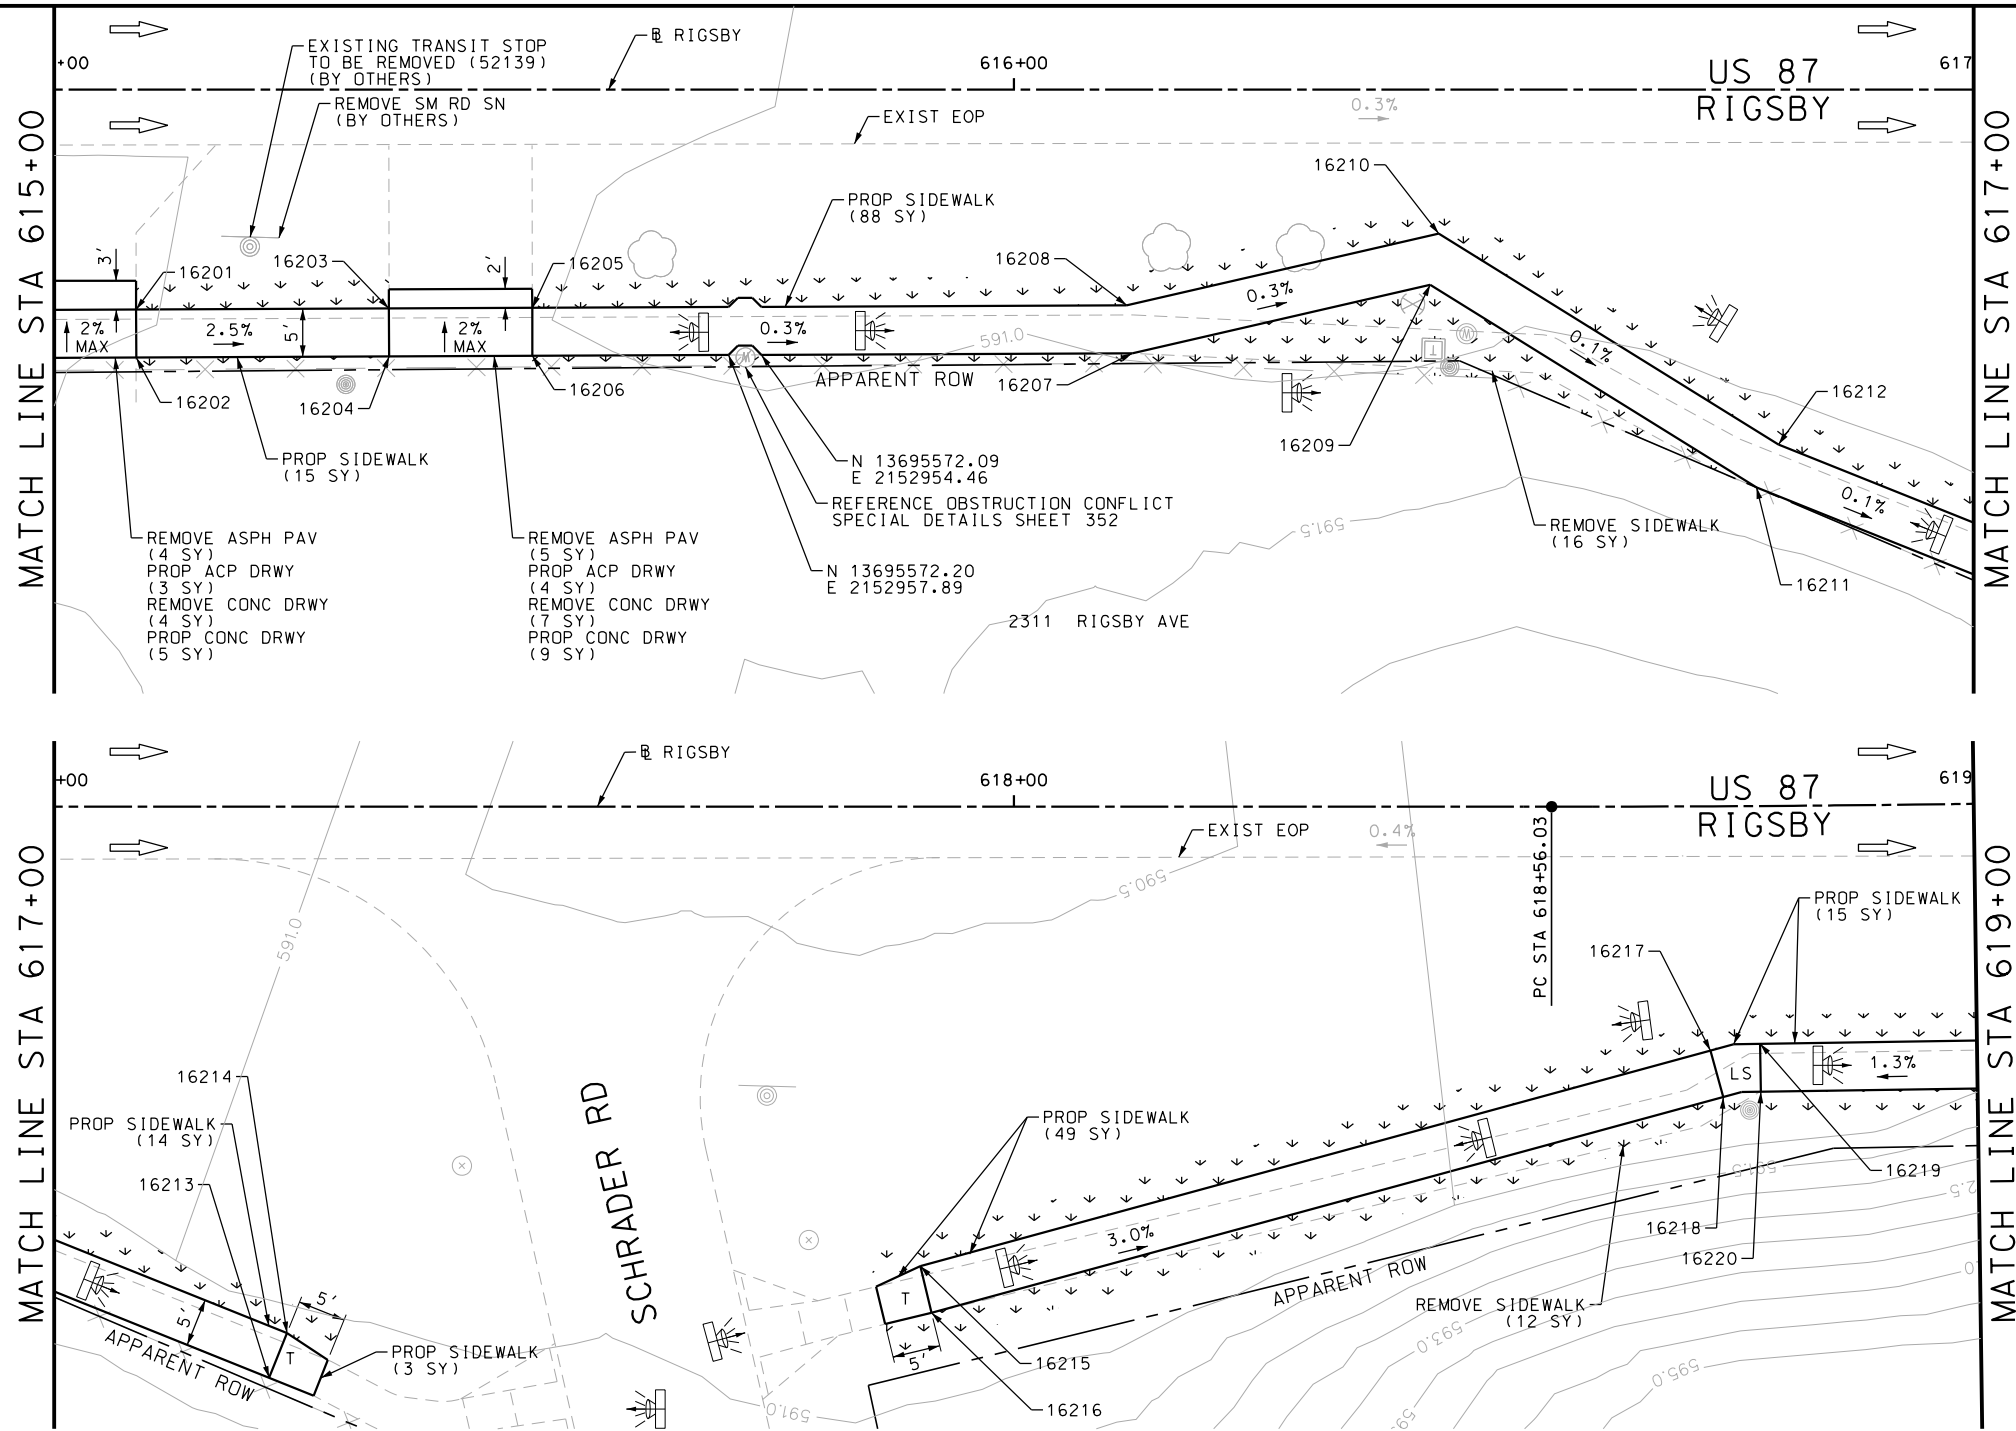 EXISTING TRANSIT STOP
TO BE REMOVED (52139)
(BY OTHERS)
REMOVE SM RD SN
(BY OTHERS)
℄ RIGSBY
+00
616+00
617
US 87
RIGSBY
EXIST EOP
0.3%
MATCH LINE STA 615+00
MATCH LINE STA 617+00
16210
PROP SIDEWALK
(88 SY)
3'
16201
16203
2'
16205
16208
0.3%
2%
MAX
2.5%
5'
2%
MAX
0.3%
591.0
0.1%
APPARENT ROW
16202
16204
16206
16207
16212
16209
PROP SIDEWALK
(15 SY)
N 13695572.09
E 2152954.46
REFERENCE OBSTRUCTION CONFLICT
SPECIAL DETAILS SHEET 352
N 13695572.20
E 2152957.89
591.5
0.1%
REMOVE SIDEWALK
(16 SY)
16211
REMOVE ASPH PAV
(4 SY)
PROP ACP DRWY
(3 SY)
REMOVE CONC DRWY
(4 SY)
PROP CONC DRWY
(5 SY)
REMOVE ASPH PAV
(5 SY)
PROP ACP DRWY
(4 SY)
REMOVE CONC DRWY
(7 SY)
PROP CONC DRWY
(9 SY)
2311 RIGSBY AVE
W
W
T
℄ RIGSBY
+00
618+00
619
US 87
RIGSBY
EXIST EOP
0.4%
PC STA 618+56.03
MATCH LINE STA 617+00
MATCH LINE STA 619+00
590.5
591.0
PROP SIDEWALK
(15 SY)
16217
16214
PROP SIDEWALK
(14 SY)
16213
SCHRADER RD
PROP SIDEWALK
(49 SY)
LS
1.3%
591.5
16219
2.5
16218
16220
3.0%
T
5'
5'
5'
T
APPARENT ROW
PROP SIDEWALK
(3 SY)
16215
16216
591.0
APPARENT ROW
REMOVE SIDEWALK
(12 SY)
593.0
595.0